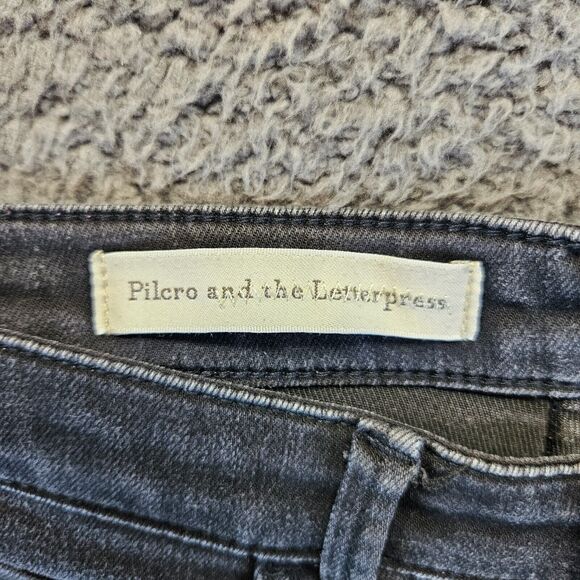 Pilcro and the Letterpress